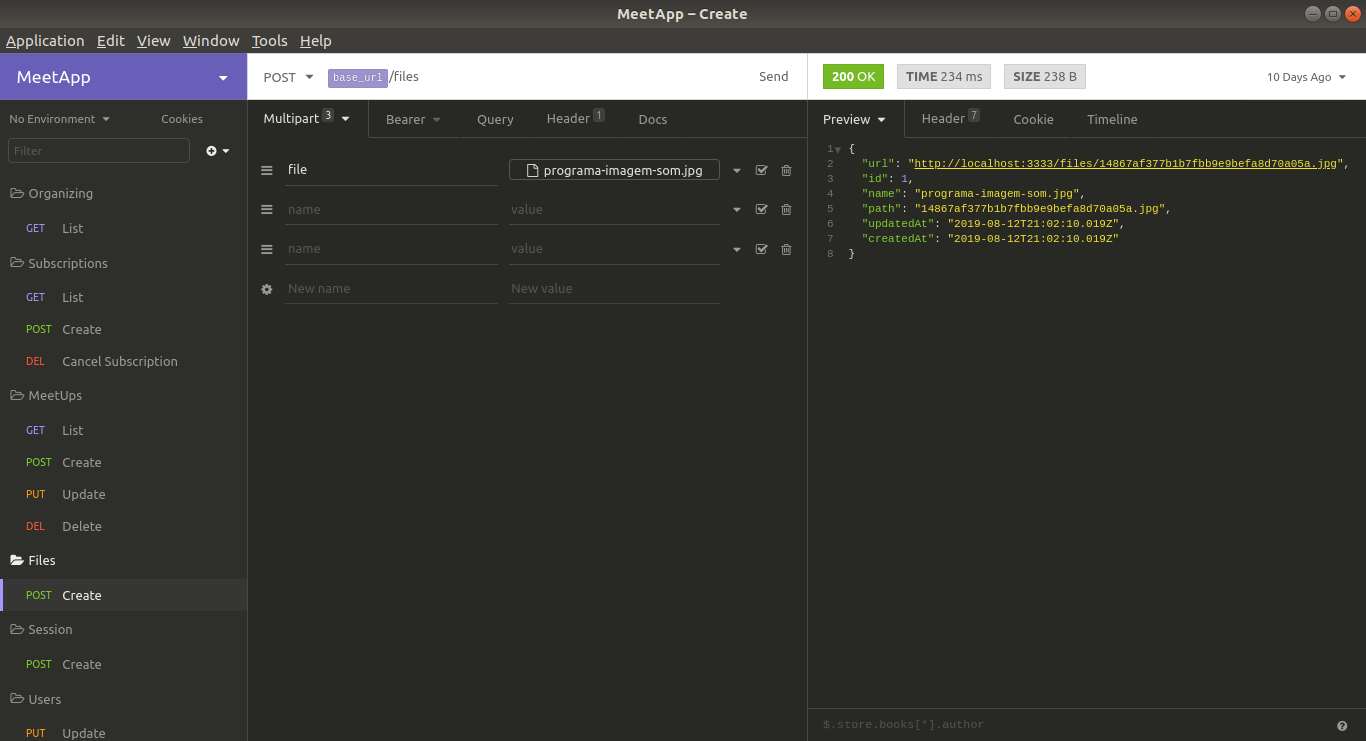 MeetApp – Create
Application Edit View Window Tools Help
MeetApp
POST base_url/files Send
200 OK TIME 234 ms SIZE 238 B 10 Days Ago
No Environment Cookies
Multipart 3 Bearer Query Header 1 Docs
Preview Header 7 Cookie Timeline
Filter
Organizing
GET List
Subscriptions
GET List
POST Create
DEL Cancel Subscription
MeetUps
GET List
POST Create
PUT Update
DEL Delete
Files
POST Create
Session
POST Create
Users
PUT Update
file programa-imagem-som.jpg
name value
name value
New name New value
1 {
2 "url": "http://localhost:3333/files/14867af377b1b7fbb9e9befa8d70a05a.jpg",
3 "id": 1,
4 "name": "programa-imagem-som.jpg",
5 "path": "14867af377b1b7fbb9e9befa8d70a05a.jpg",
6 "updatedAt": "2019-08-12T21:02:10.019Z",
7 "createdAt": "2019-08-12T21:02:10.019Z"
8 }
$.store.books[*].author